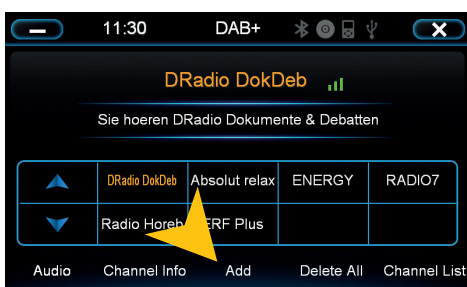 11:30 DAB+
DRadio DokDeb
Sie hoeren DRadio Dokumente & Debatten
DRadio DokDeb Absolut relax ENERGY RADIO7
Radio Horeb ERF Plus
Audio Channel Info Add Delete All Channel List